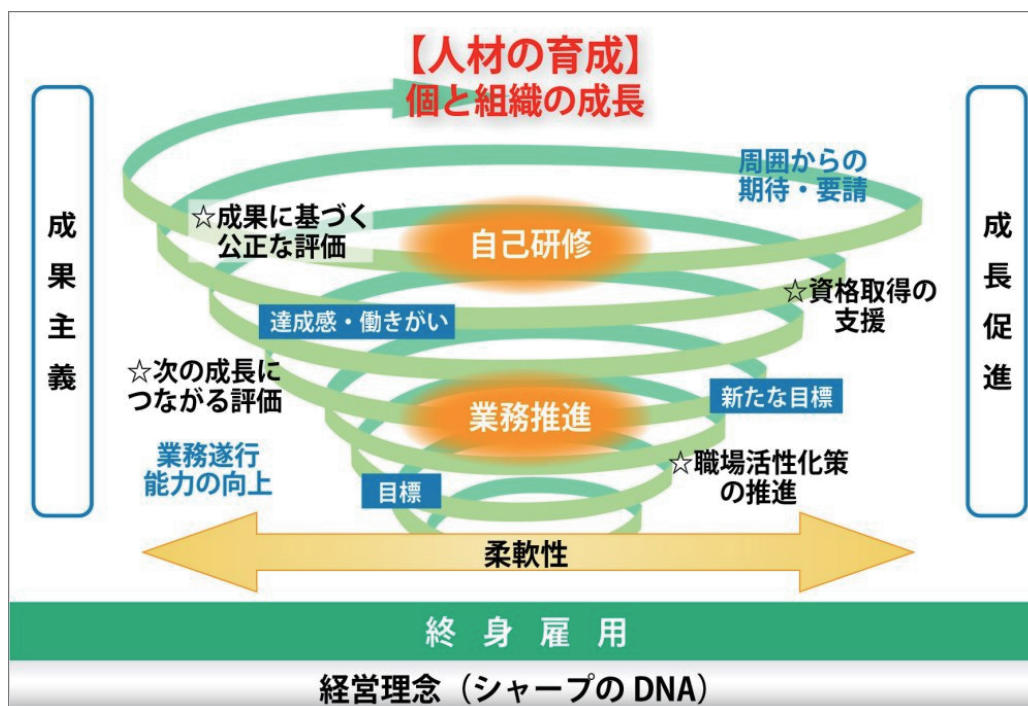 【人材の育成】
個と組織の成長
成果主義
成長促進
周囲からの
期待・要請
☆成果に基づく
公正な評価
自己研修
☆資格取得の
支援
達成感・働きがい
☆次の成長に
つながる評価
業務推進
新たな目標
業務遂行
能力の向上
☆職場活性化策
の推進
目標
柔軟性
終身雇用
経営理念（シャープの DNA）